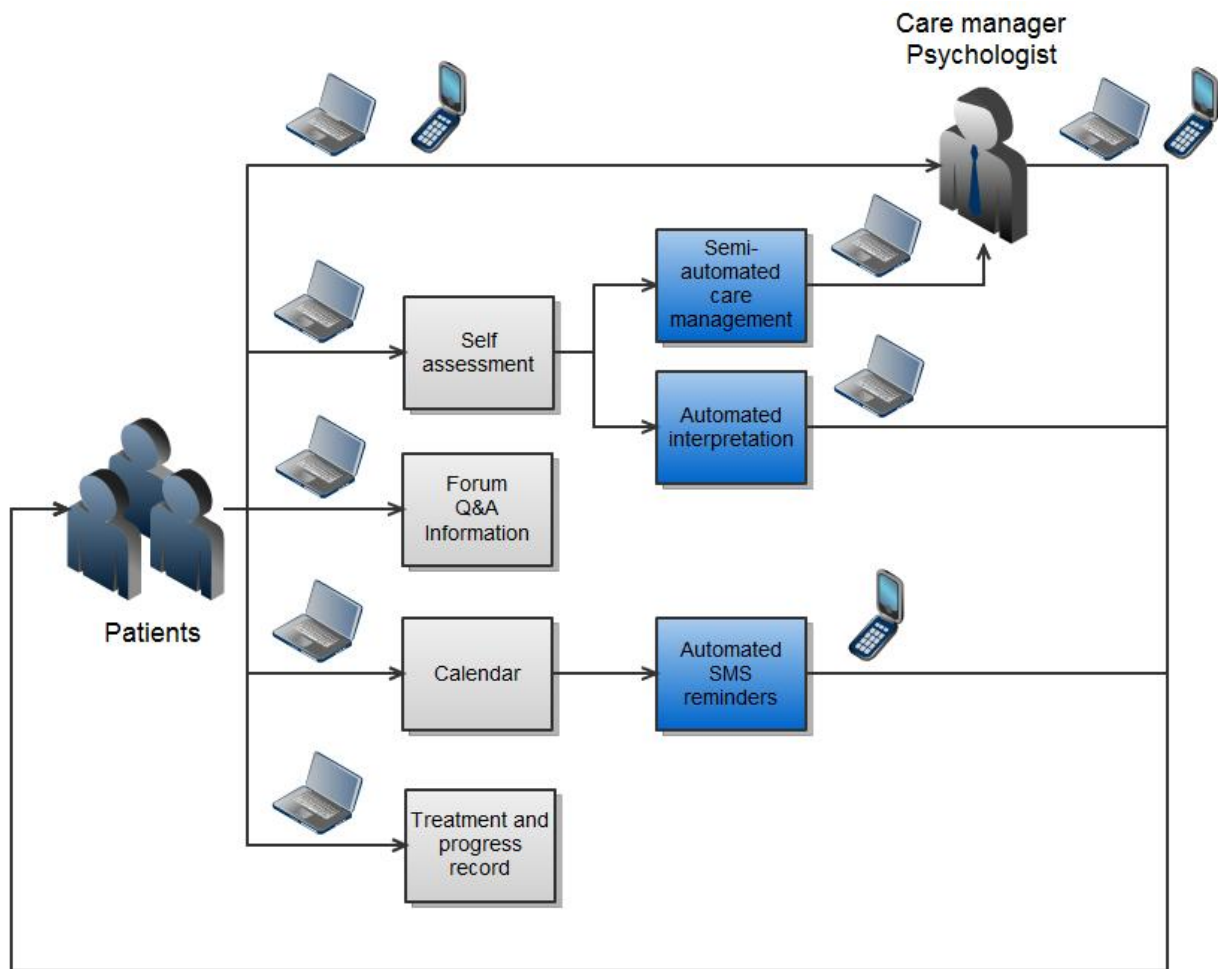 Care manager
Psychologist
Semi-
automated
care
management
Self
assessment
Automated
interpretation
Forum
Q&A
Information
Patients
Calendar
Automated
SMS
reminders
Treatment and
progress
record